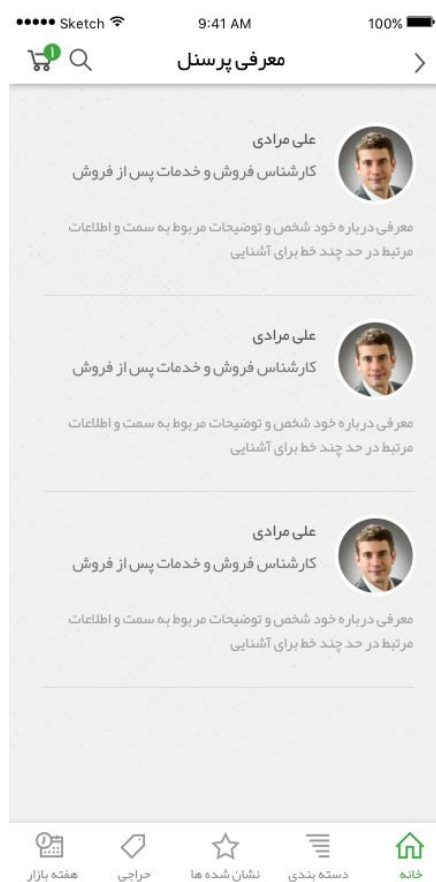 Sketch 9:41 AM 100%
معرفی پرسنل
۱
علی مرادی
کارشناس فروش و خدمات پس از فروش
معرفی درباره خود شخص و توضیحات مربوط به سمت و اطلاعات
مرتبط در حد چند خط برای آشنایی
علی مرادی
کارشناس فروش و خدمات پس از فروش
معرفی درباره خود شخص و توضیحات مربوط به سمت و اطلاعات
مرتبط در حد چند خط برای آشنایی
علی مرادی
کارشناس فروش و خدمات پس از فروش
معرفی درباره خود شخص و توضیحات مربوط به سمت و اطلاعات
مرتبط در حد چند خط برای آشنایی
خانه دسته بندی نشان شده ها حراجی هفته بازار